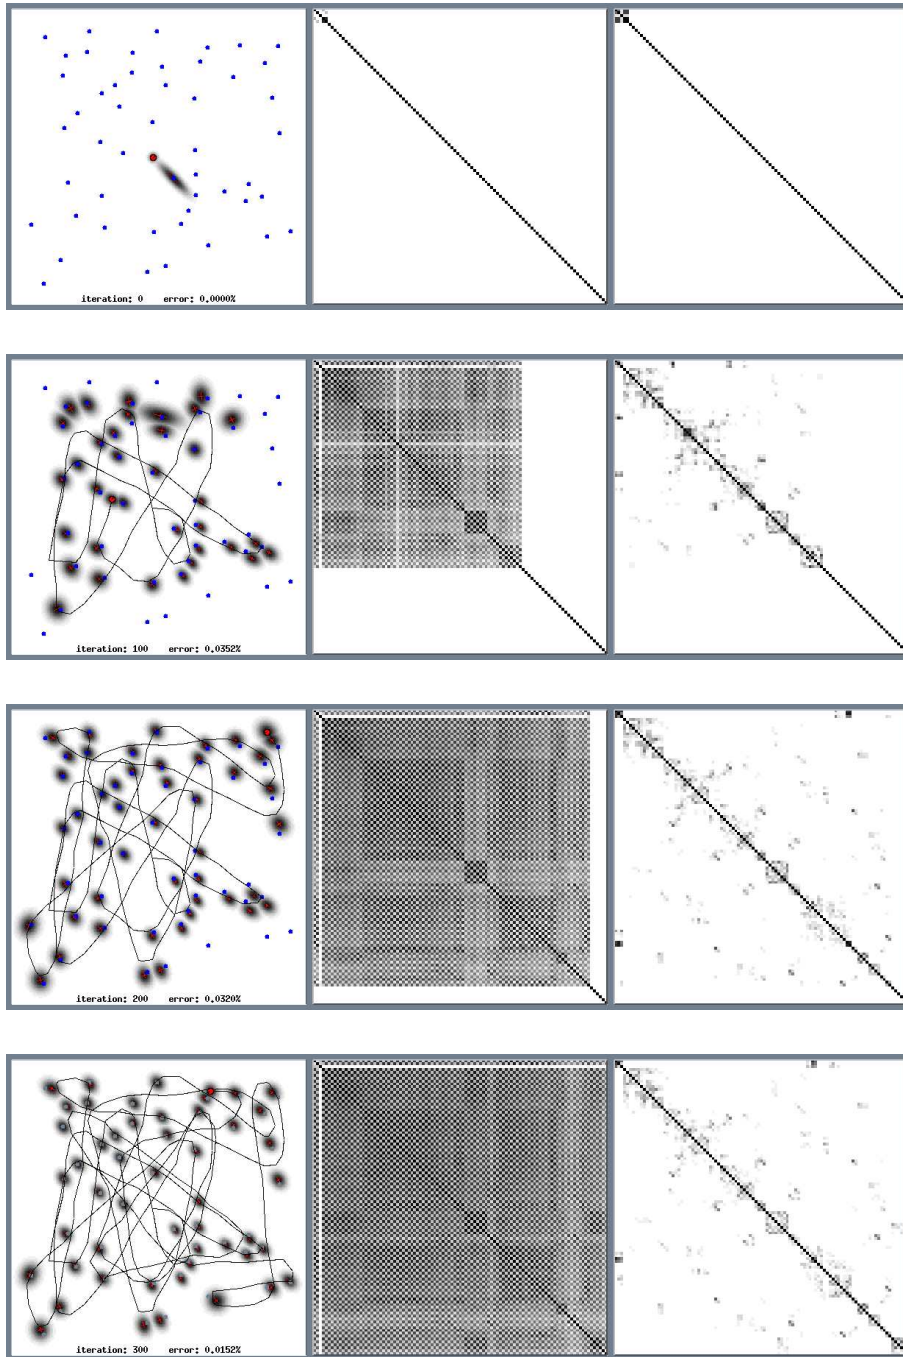 iteration: 0 error: 0.0000%
iteration: 100 error: 0.0352%
iteration: 200 error: 0.0320%
iteration: 300 error: 0.0152%